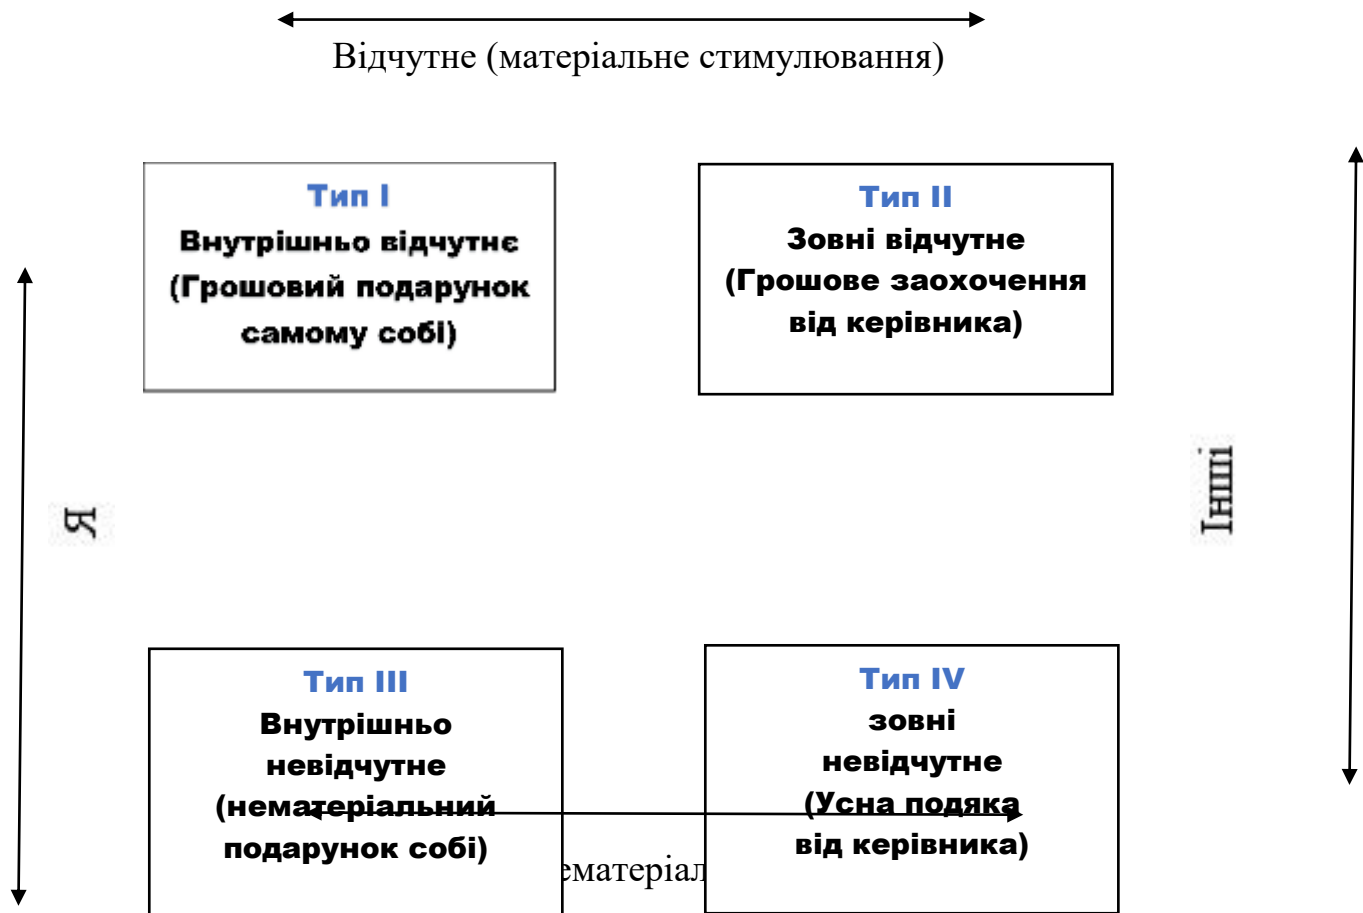 Відчутне (матеріальне стимулювання)
Тип I
Внутрішньо відчутнє
(Грошовий подарунок
самому собі)
Тип II
Зовні відчутне
(Грошове заохочення
від керівника)
Я
Інші
Тип III
Внутрішньо
невідчутне
(нематеріальний
подарунок собі)
Тип IV
зовні
невідчутне
(Усна подяка
від керівника)